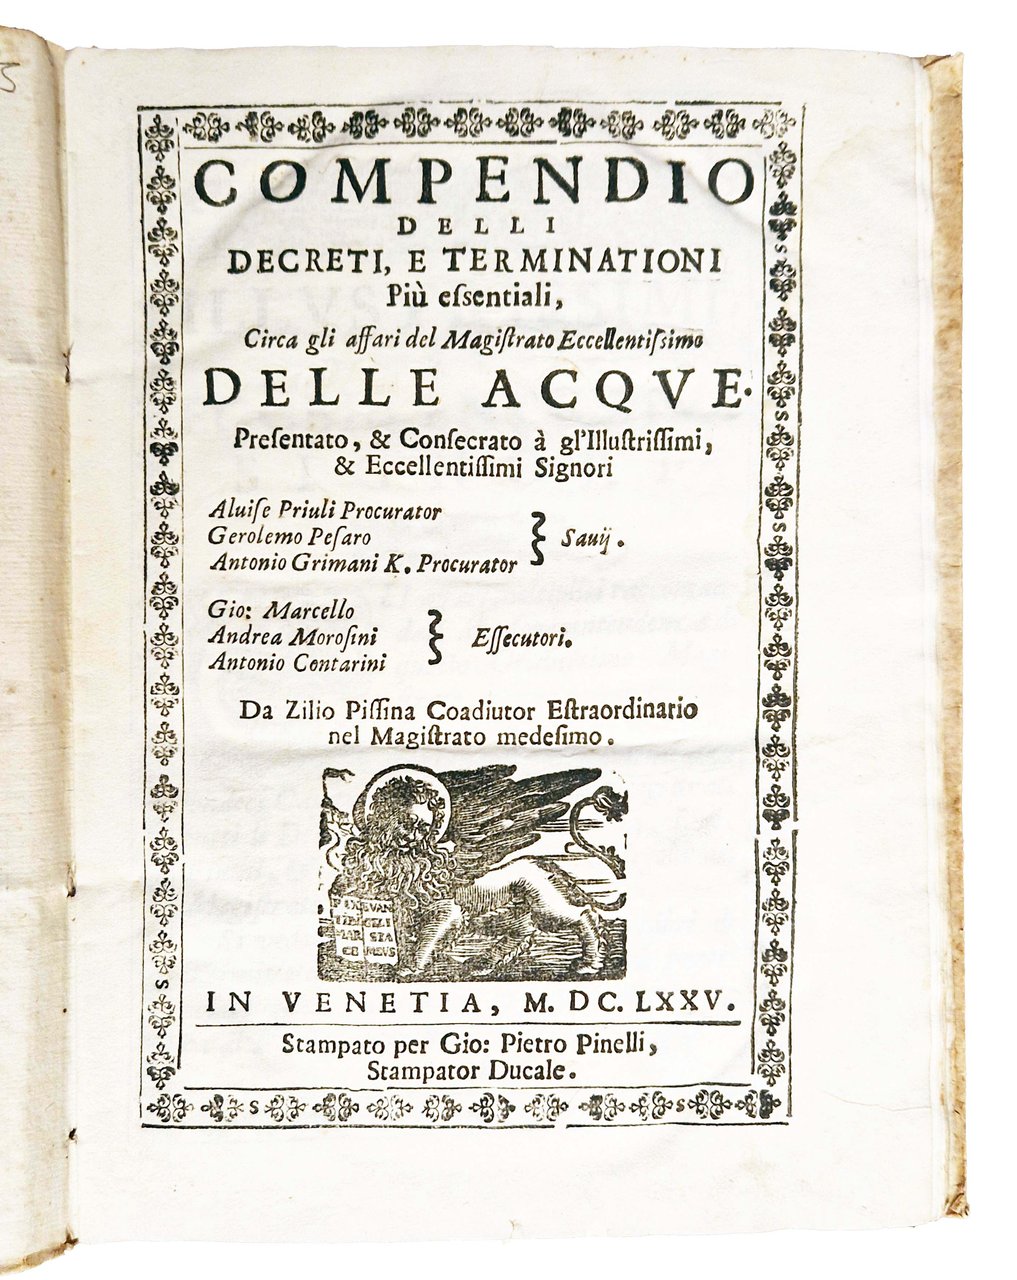 COMPENDIO
DELLI
DECRETI, E TERMINATIONI
Più eſſentiali,
Circa gli affari del Magiſtrato Eccellentiſsimo
DELLE ACQVE.
Preſentato, & Conſecrato à gl'Illuſtriſſimi,
& Eccellentiſſimi Signori
Aluiſe Priuli Procurator
Gerolemo Peſaro
Antonio Grimani K. Procurator
Sauij.
Gio: Marcello
Andrea Moroſini
Antonio Contarini
Eſſecutori.
Da Zilio Piſſina Coadiutor Eſtraordinario
nel Magiſtrato medeſimo.
IN VENETIA, M. DC. LXXV.
Stampato per Gio: Pietro Pinelli,
Stampator Ducale.